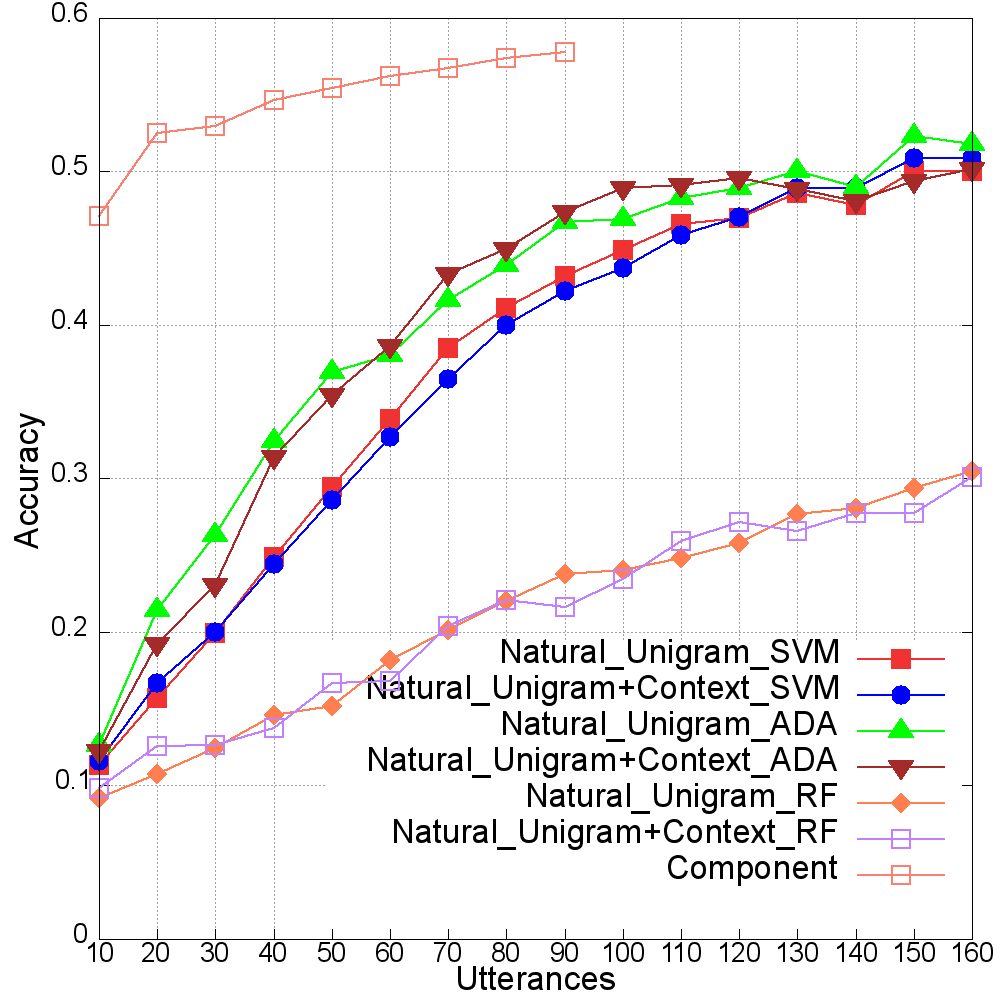 0.6
0.5
0.4
0.3
0.2
0.1
0
Accuracy
10 20 30 40 50 60 70 80 90 100 110 120 130 140 150 160
Utterances
Natural_Unigram_SVM
Natural_Unigram+Context_SVM
Natural_Unigram_ADA
Natural_Unigram+Context_ADA
Natural_Unigram_RF
Natural_Unigram+Context_RF
Component